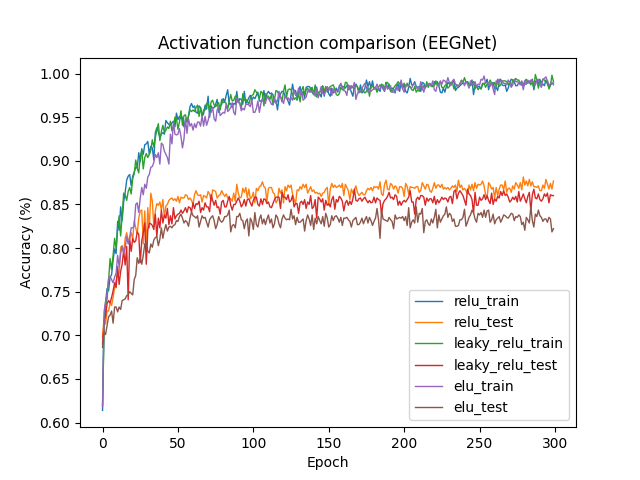 Activation function comparison (EEGNet)
Accuracy (%)
1.00
0.95
0.90
0.85
0.80
0.75
0.70
0.65
0.60
0
50
100
150
200
250
300
Epoch
relu_train
relu_test
leaky_relu_train
leaky_relu_test
elu_train
elu_test